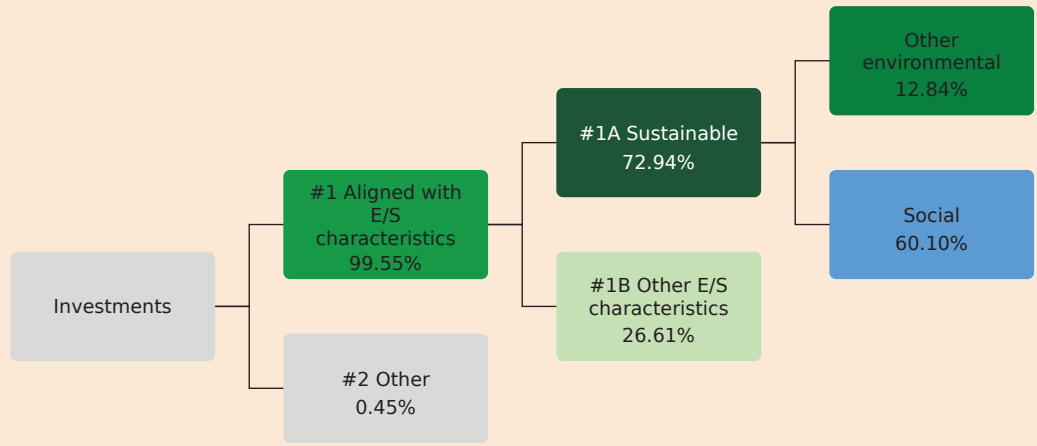 Investments
#1 Aligned with
E/S
characteristics
99.55%
#2 Other
0.45%
#1A Sustainable
72.94%
#1B Other E/S
characteristics
26.61%
Other
environmental
12.84%
Social
60.10%